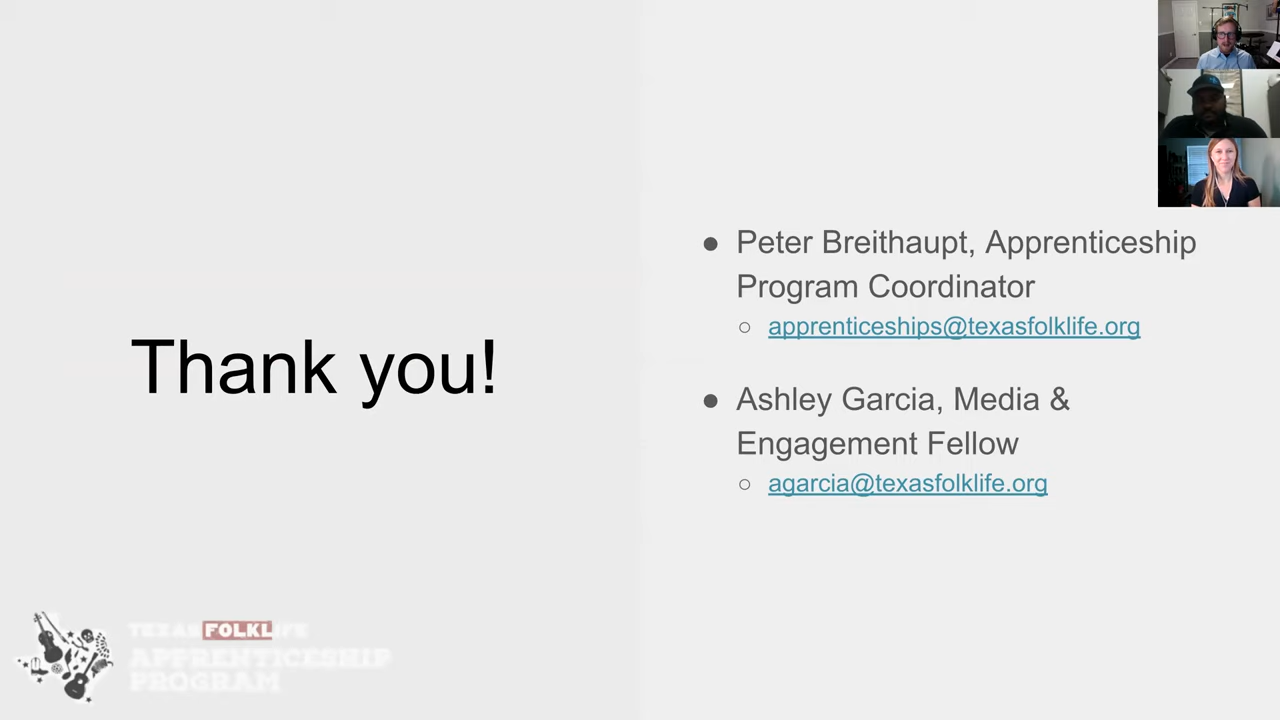 Thank you!
● Peter Breithaupt, Apprenticeship
Program Coordinator
○ apprenticeships@texasfolklife.org
● Ashley Garcia, Media &
Engagement Fellow
○ agarcia@texasfolklife.org
TEXAS FOLKLIFE
APPRENTICESHIP
PROGRAM